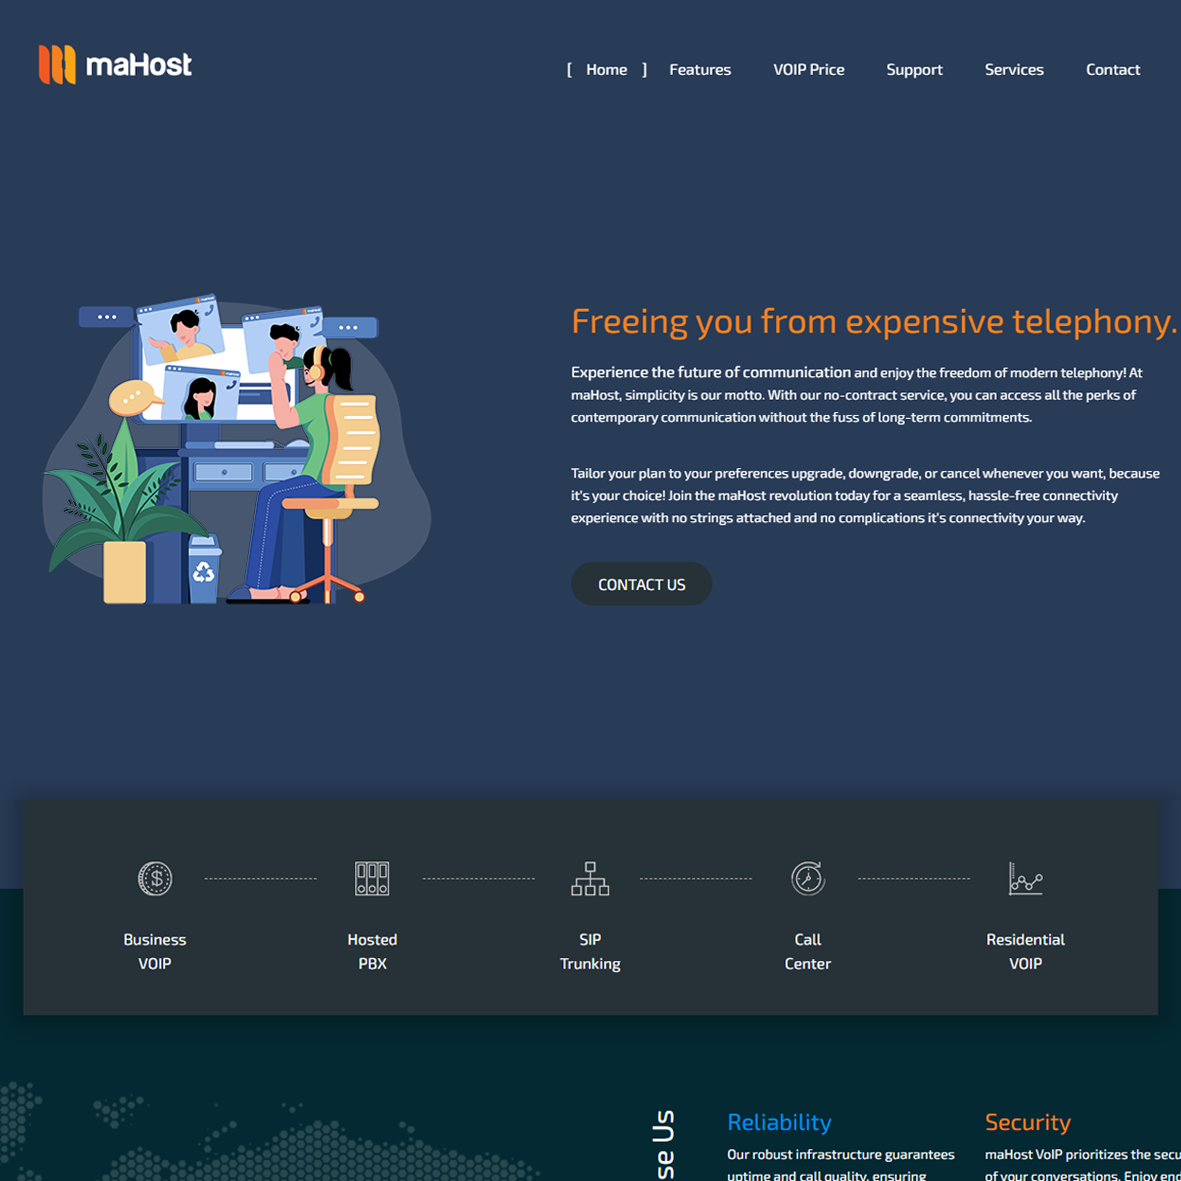 maHost
[ Home ] Features VOIP Price Support Services Contact
Freeing you from expensive telephony.
Experience the future of communication and enjoy the freedom of modern telephony! At
maHost, simplicity is our motto. With our no-contract service, you can access all the perks of
contemporary communication without the fuss of long-term commitments.
Tailor your plan to your preferences upgrade, downgrade, or cancel whenever you want, because
it's your choice! Join the maHost revolution today for a seamless, hassle-free connectivity
experience with no strings attached and no complications it's connectivity your way.
CONTACT US
Business
VOIP
Hosted
PBX
SIP
Trunking
Call
Center
Residential
VOIP
se Us
Reliability
Our robust infrastructure guarantees
uptime and call quality, ensuring
Security
maHost VoIP prioritizes the secu
of your conversations. Enjoy end